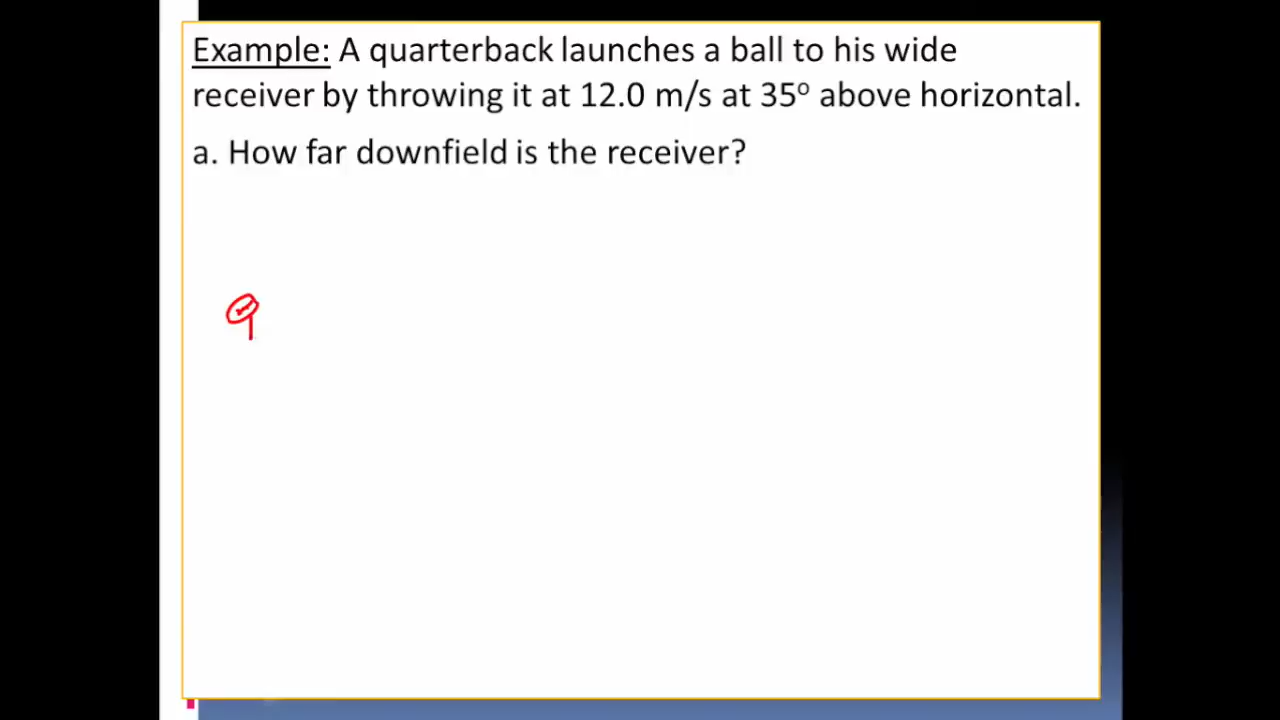 Example: A quarterback launches a ball to his wide
receiver by throwing it at 12.0 m/s at 35º above horizontal.
a. How far downfield is the receiver?